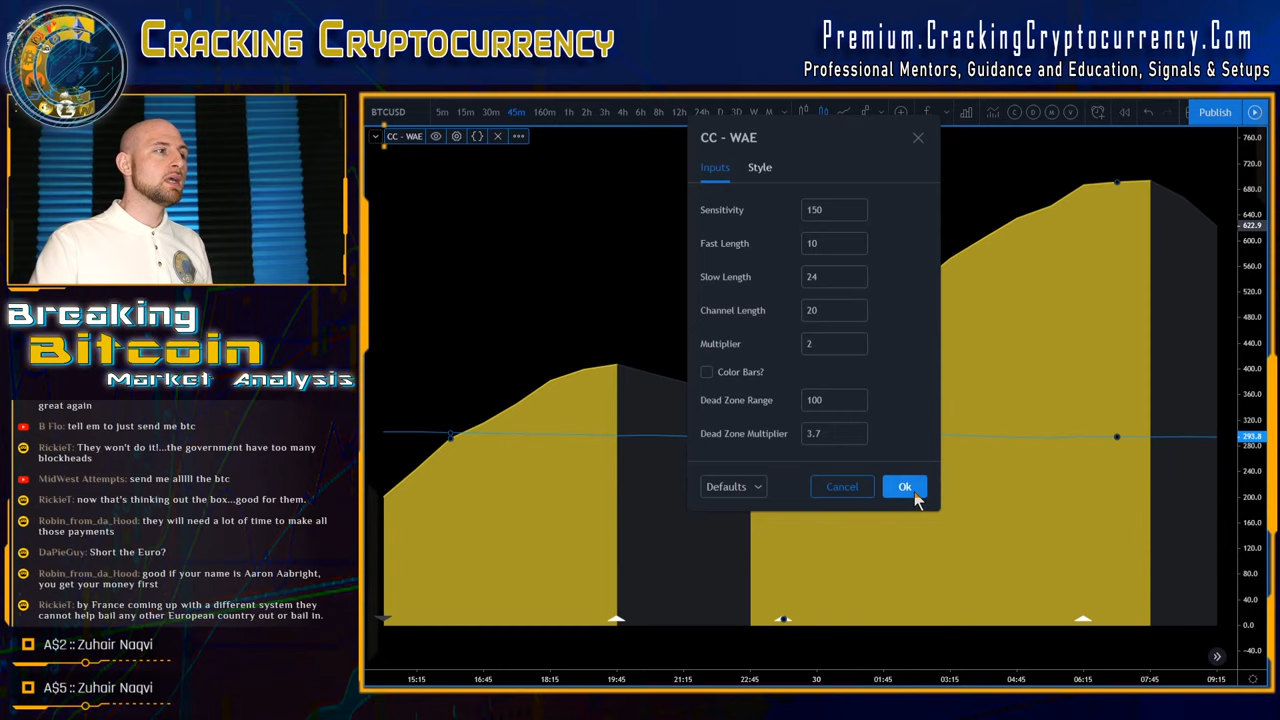 Cracking Cryptocurrency
Premium.CrackingCryptocurrency.Com
Professional Mentors, Guidance and Education, Signals & Setups
BTCUSD 5m 15m 30m 45m 160m 1h 2h 3h 4h 6h 8h 12h 24h D 3D W M
Publish
CC - WAE
CC - WAE
Inputs Style
Sensitivity 150
Fast Length 10
Slow Length 24
Channel Length 20
Multiplier 2
Color Bars?
Dead Zone Range 100
Dead Zone Multiplier 3.7
Defaults Cancel Ok
760.0
720.0
680.0
640.0
622.9
600.0
560.0
520.0
480.0
440.0
400.0
360.0
320.0
293.8
280.0
240.0
200.0
160.0
120.0
80.0
40.0
0.0
-40.0
15:15 16:45 18:15 19:45 21:15 22:45 30 01:45 03:15 04:45 06:15 07:45 09:15
Breaking
Bitcoin
Market Analysis
great again
B Flo: tell em to just send me btc
RickieT: They won't do it!...the government have too many
blockheads
MidWest Attempts: send me alllll the btc
RickieT: now that's thinking out the box...good for them.
Robin_from_da_Hood: they will need a lot of time to make all
those payments
DaPieGuy: Short the Euro?
Robin_from_da_Hood: good if your name is Aaron Aabright,
you get your money first
RickieT: by France coming up with a different system they
cannot help bail any other European country out or bail in.
A$2 :: Zuhair Naqvi
A$5 :: Zuhair Naqvi